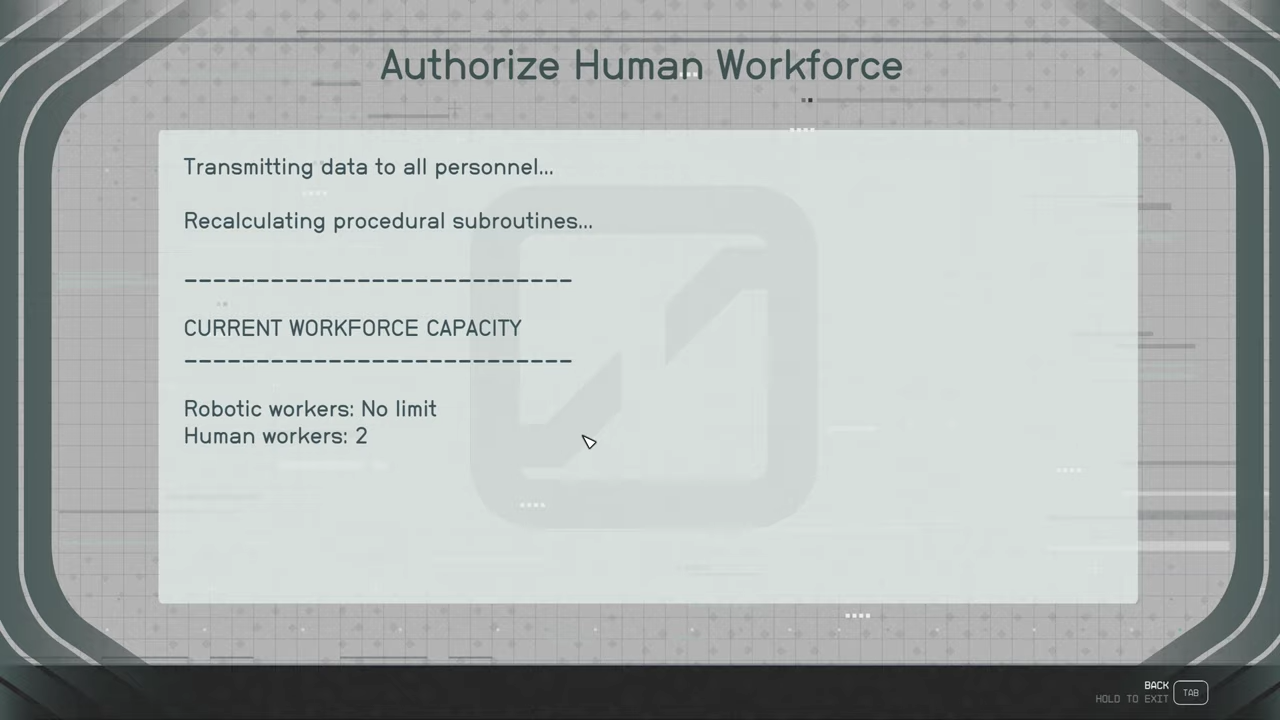 Authorize Human Workforce
Transmitting data to all personnel...
Recalculating procedural subroutines...
---------------------------
CURRENT WORKFORCE CAPACITY
---------------------------
Robotic workers: No limit
Human workers: 2
BACK
HOLD TO EXIT
TAB